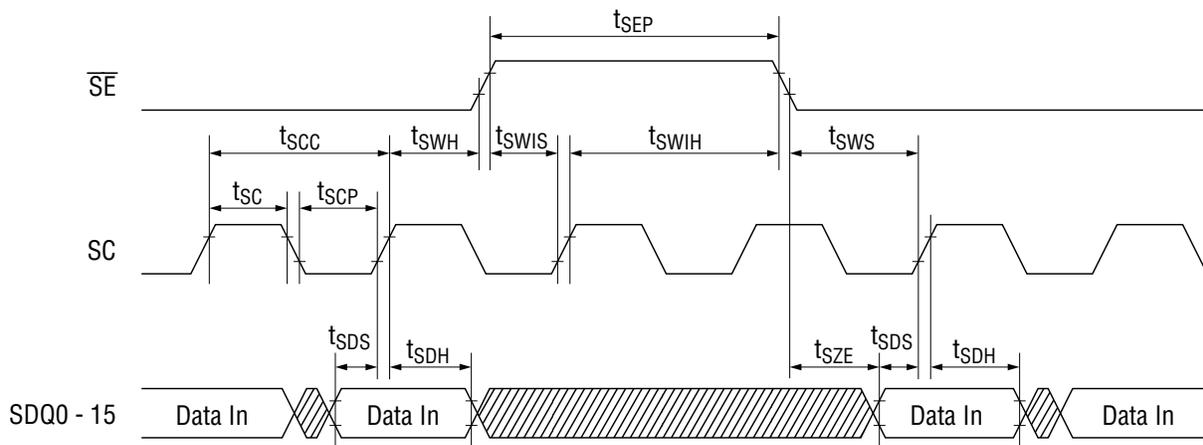 tSEP
SE
tSCC tSWH tSWIS tSWIH tSWS
tSC tSCP
SC
tSDS tSDH tSZE tSDS tSDH
SDQ0 - 15 Data In Data In Data In Data In